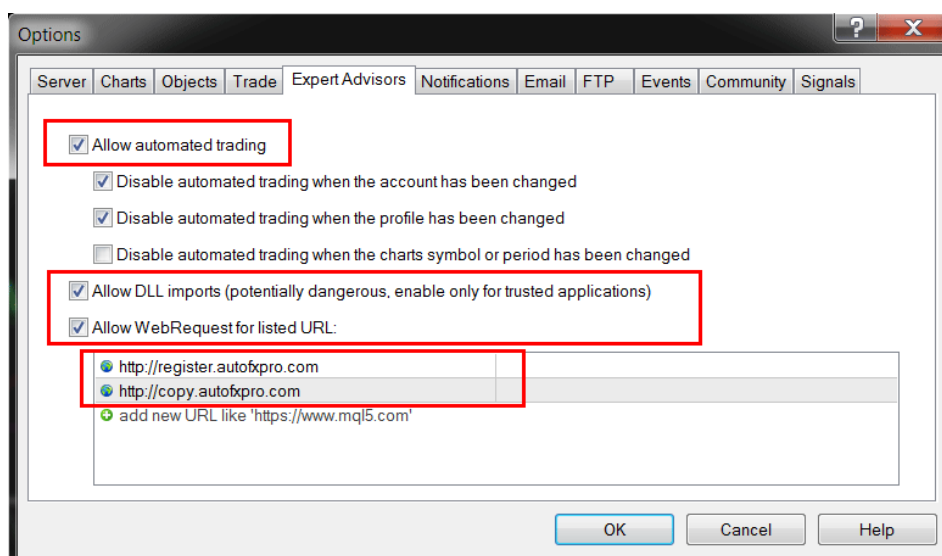 Options
?
X
Server Charts Objects Trade Expert Advisors Notifications Email FTP Events Community Signals
Allow automated trading
Disable automated trading when the account has been changed
Disable automated trading when the profile has been changed
Disable automated trading when the charts symbol or period has been changed
Allow DLL imports (potentially dangerous, enable only for trusted applications)
Allow WebRequest for listed URL:
http://register.autofxpro.com
http://copy.autofxpro.com
add new URL like 'https://www.mql5.com'
OK Cancel Help